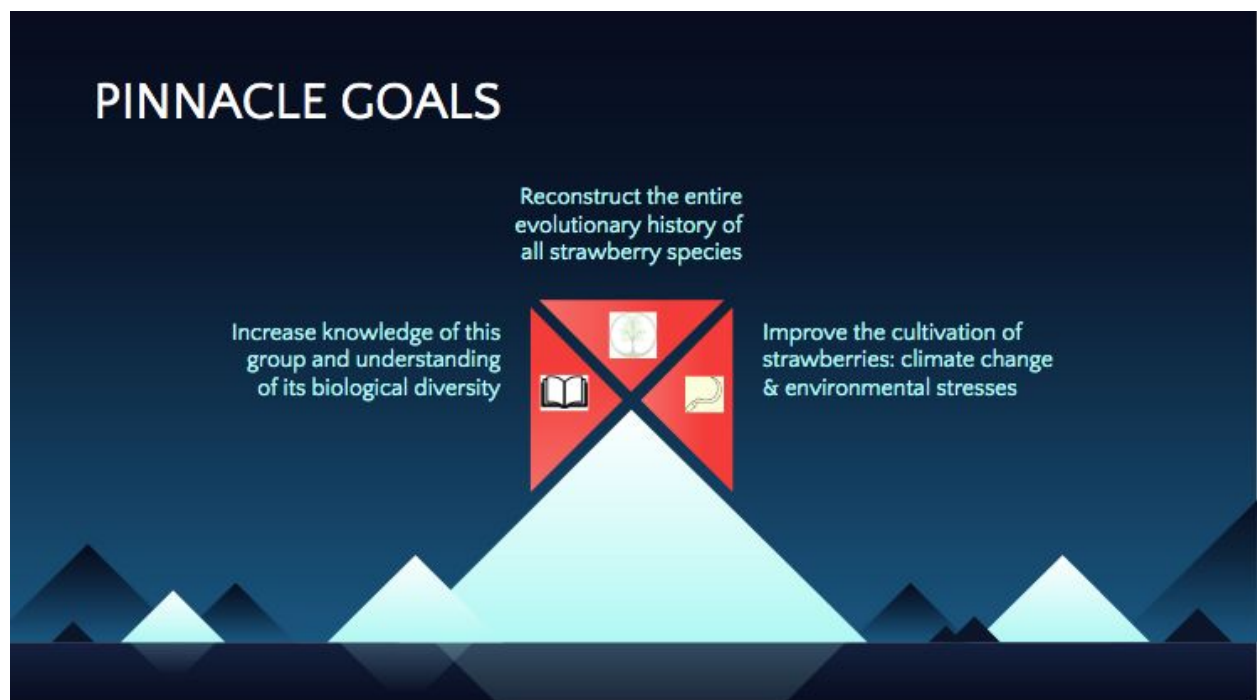 PINNACLE GOALS
Reconstruct the entire
evolutionary history of
all strawberry species
Increase knowledge of this
group and understanding
of its biological diversity
Improve the cultivation of
strawberries: climate change
& environmental stresses